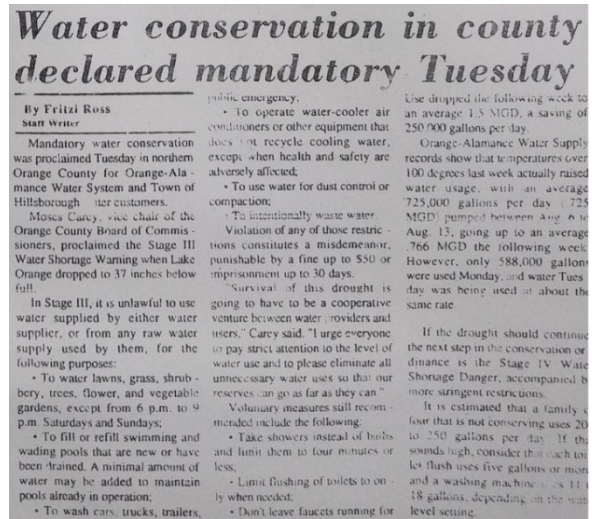 Water conservation in county
declared mandatory Tuesday
By Fritzi Ross
Staff Writer
Mandatory water conservation
was proclaimed Tuesday in northern
Orange County for Orange-Ala -
mance Water System and Town of
Hillsborough ter customers.
Moses Carey, vice chair of the
Orange County Board of Commis -
sioners, proclaimed the Stage III
Water Shortage Warning when Lake
Orange dropped to 37 inches below
full.
In Stage III, it is unlawful to use
water supplied by either water
supplier, or from any raw water
supply used by them, for the
following purposes:
• To water lawns, grass, shrub -
bery, trees, flower, and vegetable
gardens, except from 6 p.m. to 9
p.m. Saturdays and Sundays;
• To fill or refill swimming and
wading pools that are new or have
been drained. A minimal amount of
water may be added to maintain
pools already in operation;
• To wash cars, trucks, trailers,
public emergency,
• To operate water-cooler air
conditioners or other equipment that
does not recycle cooling water,
except when health and safety are
adversely affected;
• To use water for dust control or
compaction;
• To intentionally waste water.
Violation of any of those restric -
tions constitutes a misdemeanor,
punishable by a fine up to $50 or
imprisonment up to 30 days.
"Survival of this drought is
going to have to be a cooperative
venture between water providers and
users," Carey said. "I urge everyone
to pay strict attention to the level of
water use and to please eliminate all
unnecessary water uses so that our
reserves can go as far as they can "
Voluntary measures still recom -
mended include the following:
• Take showers instead of baths
and limit them to four minutes or
less;
• Limit flushing of toilets to on -
ly when needed;
• Don't leave faucets running for
Use dropped the following week to
an average 1.5 MGD, a saving of
250,000 gallons per day.
Orange-Alamance Water Supply
records show that temperatures over
100 degrees last week actually raised
water usage, with an average
725,000 gallons per day (.725
MGD) pumped between Aug. 6 to
Aug. 13, going up to an average
.766 MGD the following week
However, only 588,000 gallons
were used Monday, and water Tues
day was being used at about the
same rate.
If the drought should continue
the next step in the conservation or
dinance is the Stage IV Wate
Shortage Danger, accompanied b
more stringent restrictions.
It is estimated that a family o
four that is not conserving uses 20
to 250 gallons per day. If tha
sounds high, consider that each toi
let flush uses five gallons or more
and a washing machine
18 gallons, depending on the wat
level setting.